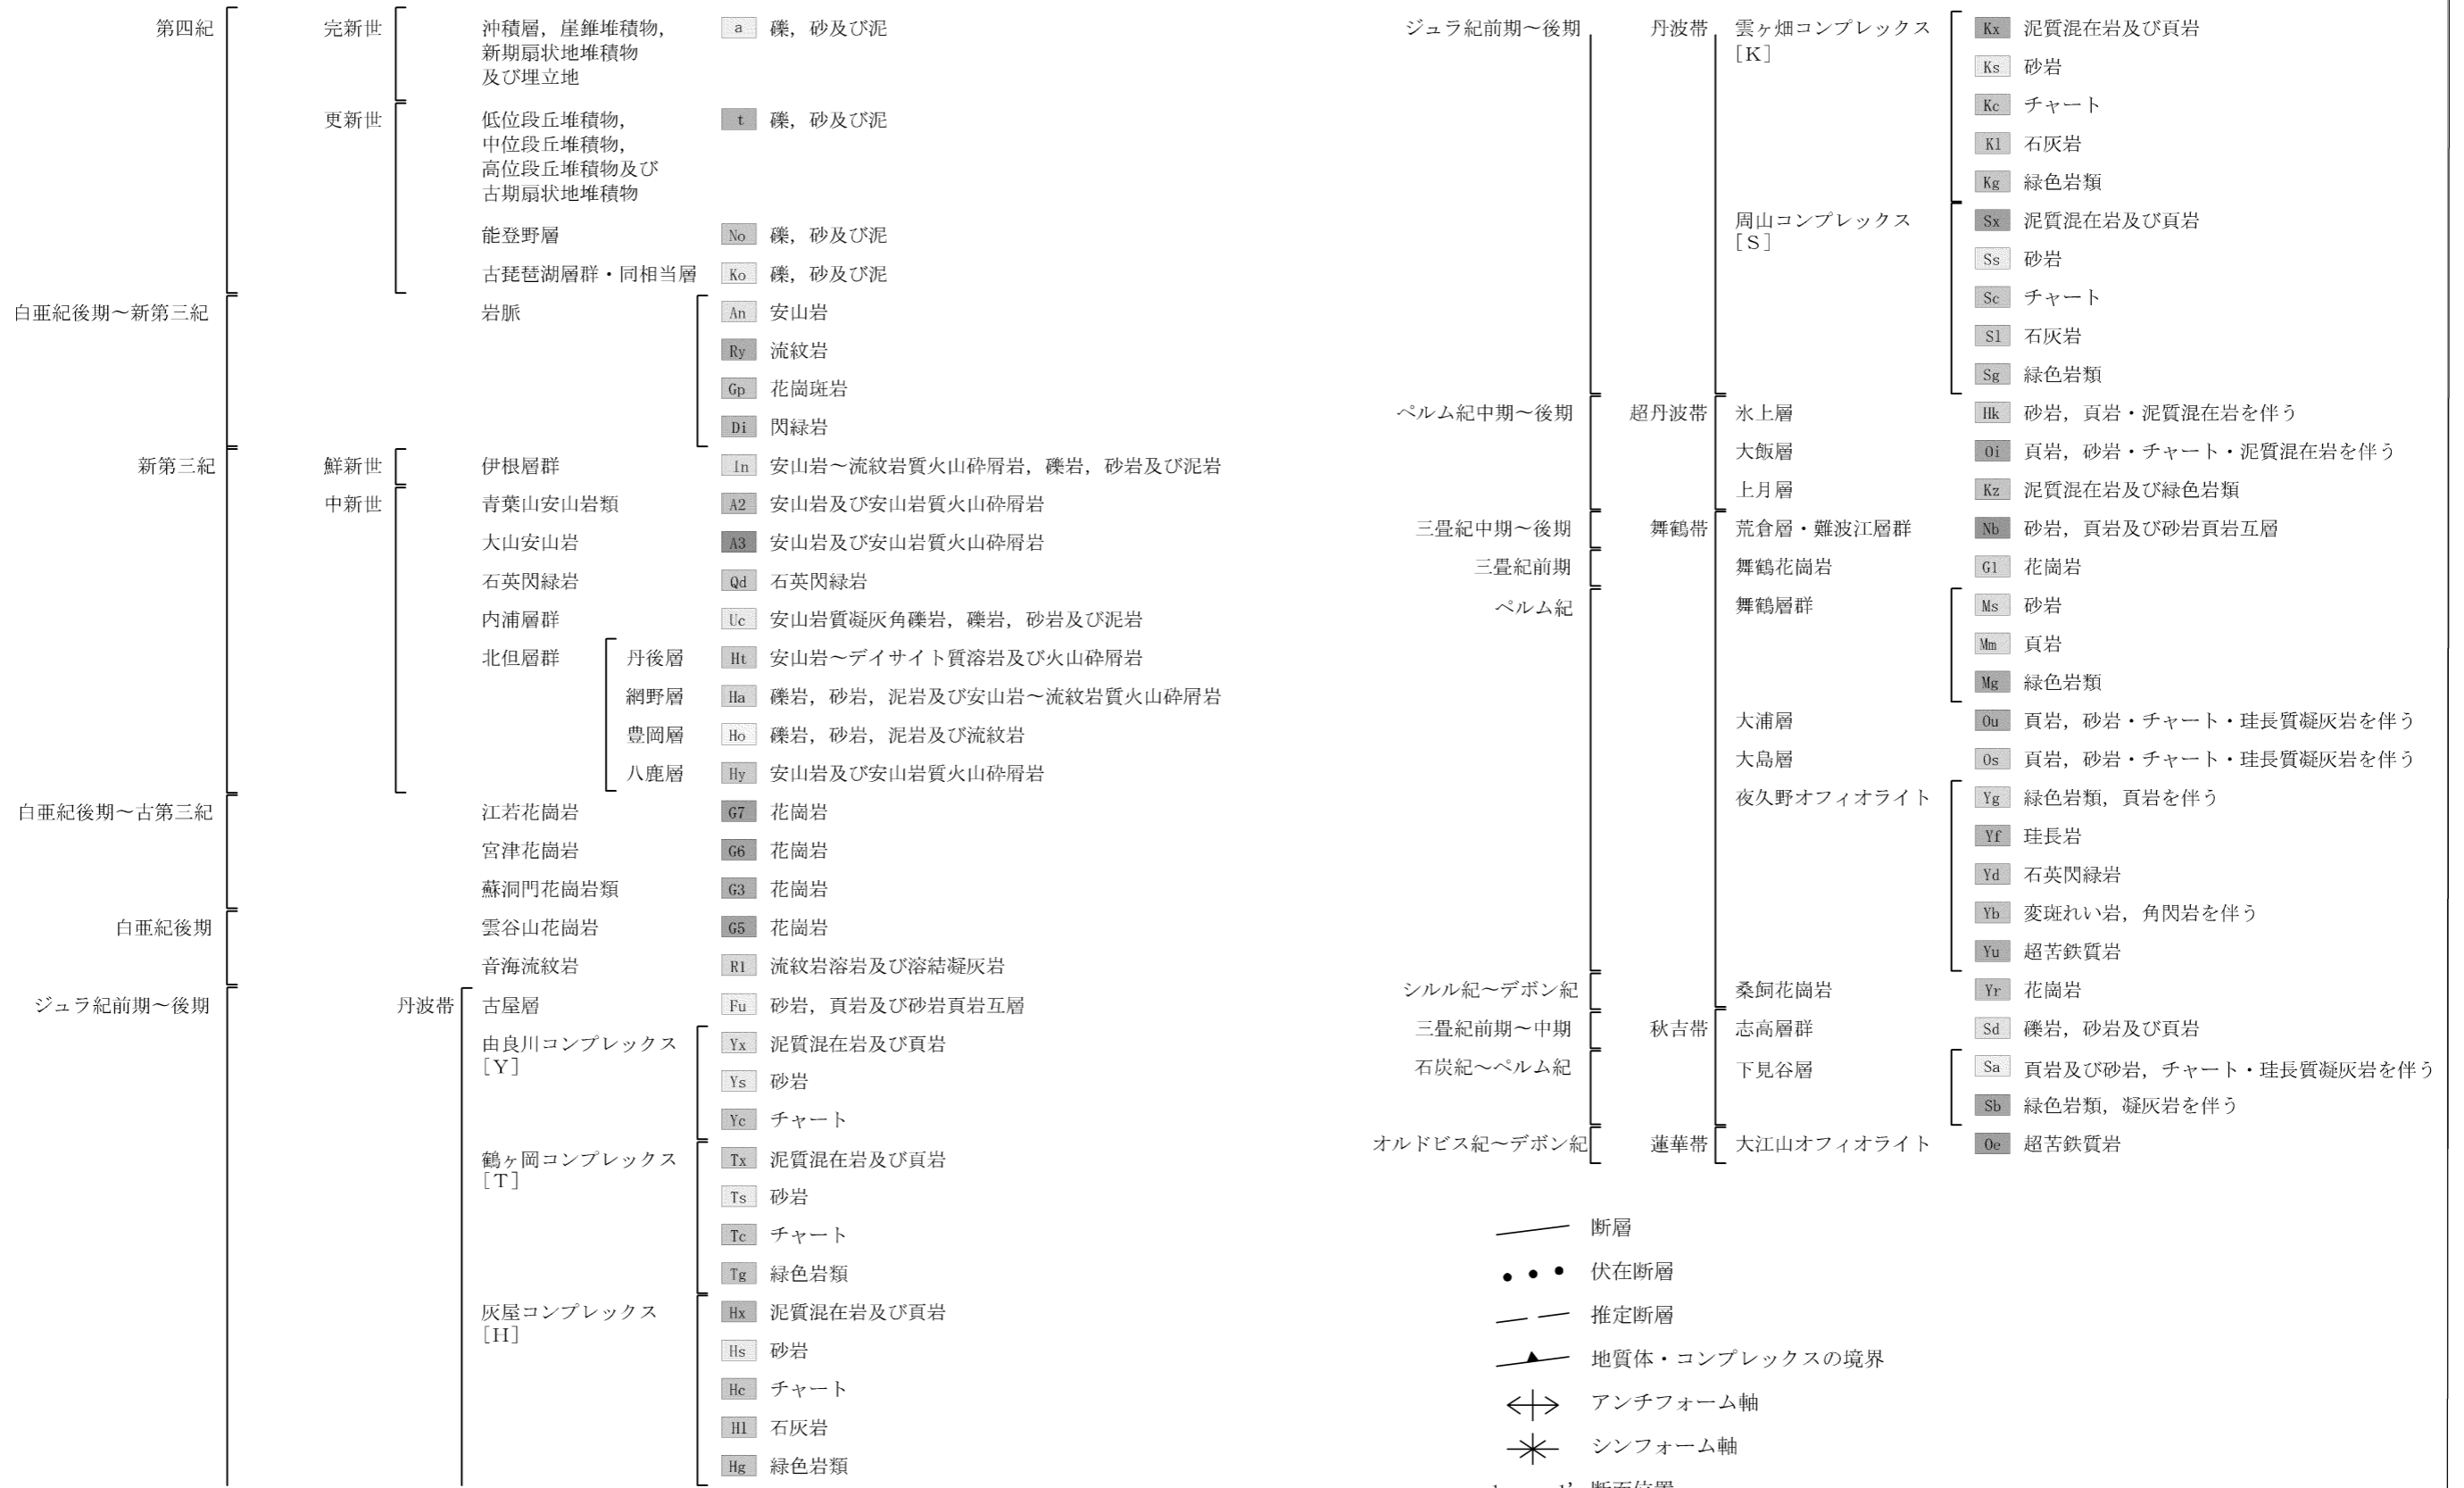 第四紀 完新世 沖積層，崖錐堆積物， a 礫，砂及び泥
新期扇状地堆積物
及び埋立地
更新世 低位段丘堆積物， t 礫，砂及び泥
中位段丘堆積物，
高位段丘堆積物及び
古期扇状地堆積物
能登野層 No 礫，砂及び泥
古琵琶湖層群・同相当層 Ko 礫，砂及び泥
白亜紀後期～新第三紀 岩脈 An 安山岩
Ry 流紋岩
Gp 花崗斑岩
Di 閃緑岩
新第三紀 鮮新世 伊根層群 In 安山岩～流紋岩質火山砕屑岩，礫岩，砂岩及び泥岩
中新世 青葉山安山岩類 A2 安山岩及び安山岩質火山砕屑岩
大山安山岩 A3 安山岩及び安山岩質火山砕屑岩
石英閃緑岩 Qd 石英閃緑岩
内浦層群 Uc 安山岩質凝灰角礫岩，礫岩，砂岩及び泥岩
北但層群 丹後層 Ht 安山岩～デイサイト質溶岩及び火山砕屑岩
網野層 Ha 礫岩，砂岩，泥岩及び安山岩～流紋岩質火山砕屑岩
豊岡層 Ho 礫岩，砂岩，泥岩及び流紋岩
八鹿層 Hy 安山岩及び安山岩質火山砕屑岩
白亜紀後期～古第三紀 江若花崗岩 G7 花崗岩
宮津花崗岩 G6 花崗岩
蘇洞門花崗岩類 G3 花崗岩
白亜紀後期 雲谷山花崗岩 G5 花崗岩
音海流紋岩 Rl 流紋岩溶岩及び溶結凝灰岩
ジュラ紀前期～後期 丹波帯 古屋層 Fu 砂岩，頁岩及び砂岩頁岩互層
由良川コンプレックス Yx 泥質混在岩及び頁岩
［Y］
Ys 砂岩
Yc チャート
鶴ヶ岡コンプレックス Tx 泥質混在岩及び頁岩
［T］
Ts 砂岩
Tc チャート
Tg 緑色岩類
灰屋コンプレックス Hx 泥質混在岩及び頁岩
［H］
Hs 砂岩
Hc チャート
Hl 石灰岩
Hg 緑色岩類
ジュラ紀前期～後期 丹波帯 雲ヶ畑コンプレックス Kx 泥質混在岩及び頁岩
［K］
Ks 砂岩
Kc チャート
Kl 石灰岩
Kg 緑色岩類
周山コンプレックス Sx 泥質混在岩及び頁岩
［S］
Ss 砂岩
Sc チャート
Sl 石灰岩
Sg 緑色岩類
ペルム紀中期～後期 超丹波帯 氷上層 Hk 砂岩，頁岩・泥質混在岩を伴う
大飯層 Oi 頁岩，砂岩・チャート・泥質混在岩を伴う
上月層 Kz 泥質混在岩及び緑色岩類
三畳紀中期～後期 舞鶴帯 荒倉層・難波江層群 Nb 砂岩，頁岩及び砂岩頁岩互層
三畳紀前期 舞鶴花崗岩 Gl 花崗岩
ペルム紀 舞鶴層群 Ms 砂岩
Mm 頁岩
Mg 緑色岩類
大浦層 Ou 頁岩，砂岩・チャート・珪長質凝灰岩を伴う
大島層 Os 頁岩，砂岩・チャート・珪長質凝灰岩を伴う
夜久野オフィオライト Yg 緑色岩類，頁岩を伴う
Yf 珪長岩
Yd 石英閃緑岩
Yb 変斑れい岩，角閃岩を伴う
Yu 超苦鉄質岩
シルル紀～デボン紀 桑飼花崗岩 Yr 花崗岩
三畳紀前期～中期 秋吉帯 志高層群 Sd 礫岩，砂岩及び頁岩
石炭紀～ペルム紀 下見谷層 Sa 頁岩及び砂岩，チャート・珪長質凝灰岩を伴う
Sb 緑色岩類，凝灰岩を伴う
オルドビス紀～デボン紀 蓮華帯 大江山オフィオライト Oe 超苦鉄質岩
断層
伏在断層
推定断層
地質体・コンプレックスの境界
アンチフォーム軸
シンフォーム軸